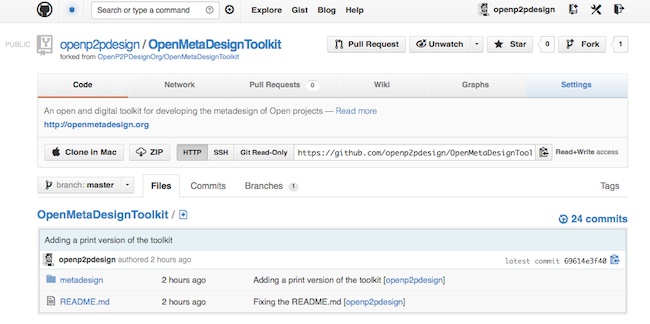 Search or type a command
Explore Gist Blog Help openp2pdesign
PUBLIC openp2pdesign / OpenMetaDesignToolkit Pull Request Unwatch Star 0 Fork 1
forked from OpenP2PDesignOrg/OpenMetaDesignToolkit
Code Network Pull Requests 0 Wiki Graphs Settings
An open and digital toolkit for developing the metadesign of Open projects — Read more
http://openmetadesign.org
Clone in Mac ZIP HTTP SSH Git Read-Only https://github.com/openp2pdesign/OpenMetaDesignTool Read+Write access
branch: master Files Commits Branches 1 Tags
OpenMetaDesignToolkit / 24 commits
Adding a print version of the toolkit
openp2pdesign authored 2 hours ago latest commit 69614e3f40
metadesign 2 hours ago Adding a print version of the toolkit [openp2pdesign]
README.md 2 hours ago Fixing the README.md [openp2pdesign]